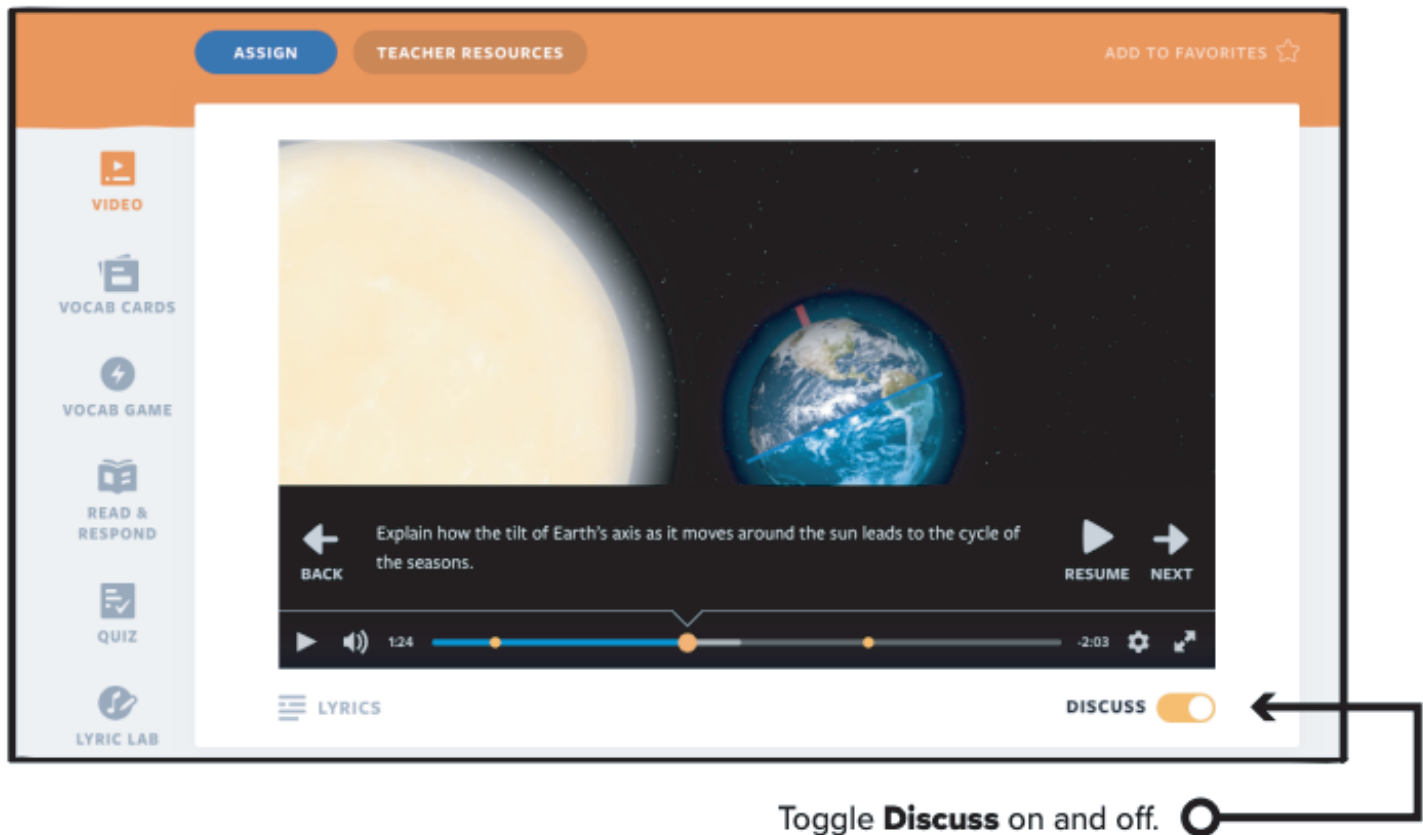 ASSIGN
TEACHER RESOURCES
ADD TO FAVORITES
VIDEO
VOCAB CARDS
VOCAB GAME
READ &
RESPOND
QUIZ
LYRIC LAB
BACK
Explain how the tilt of Earth's axis as it moves around the sun leads to the cycle of
the seasons.
RESUME
NEXT
1:24
-2:03
LYRICS
DISCUSS
Toggle Discuss on and off.